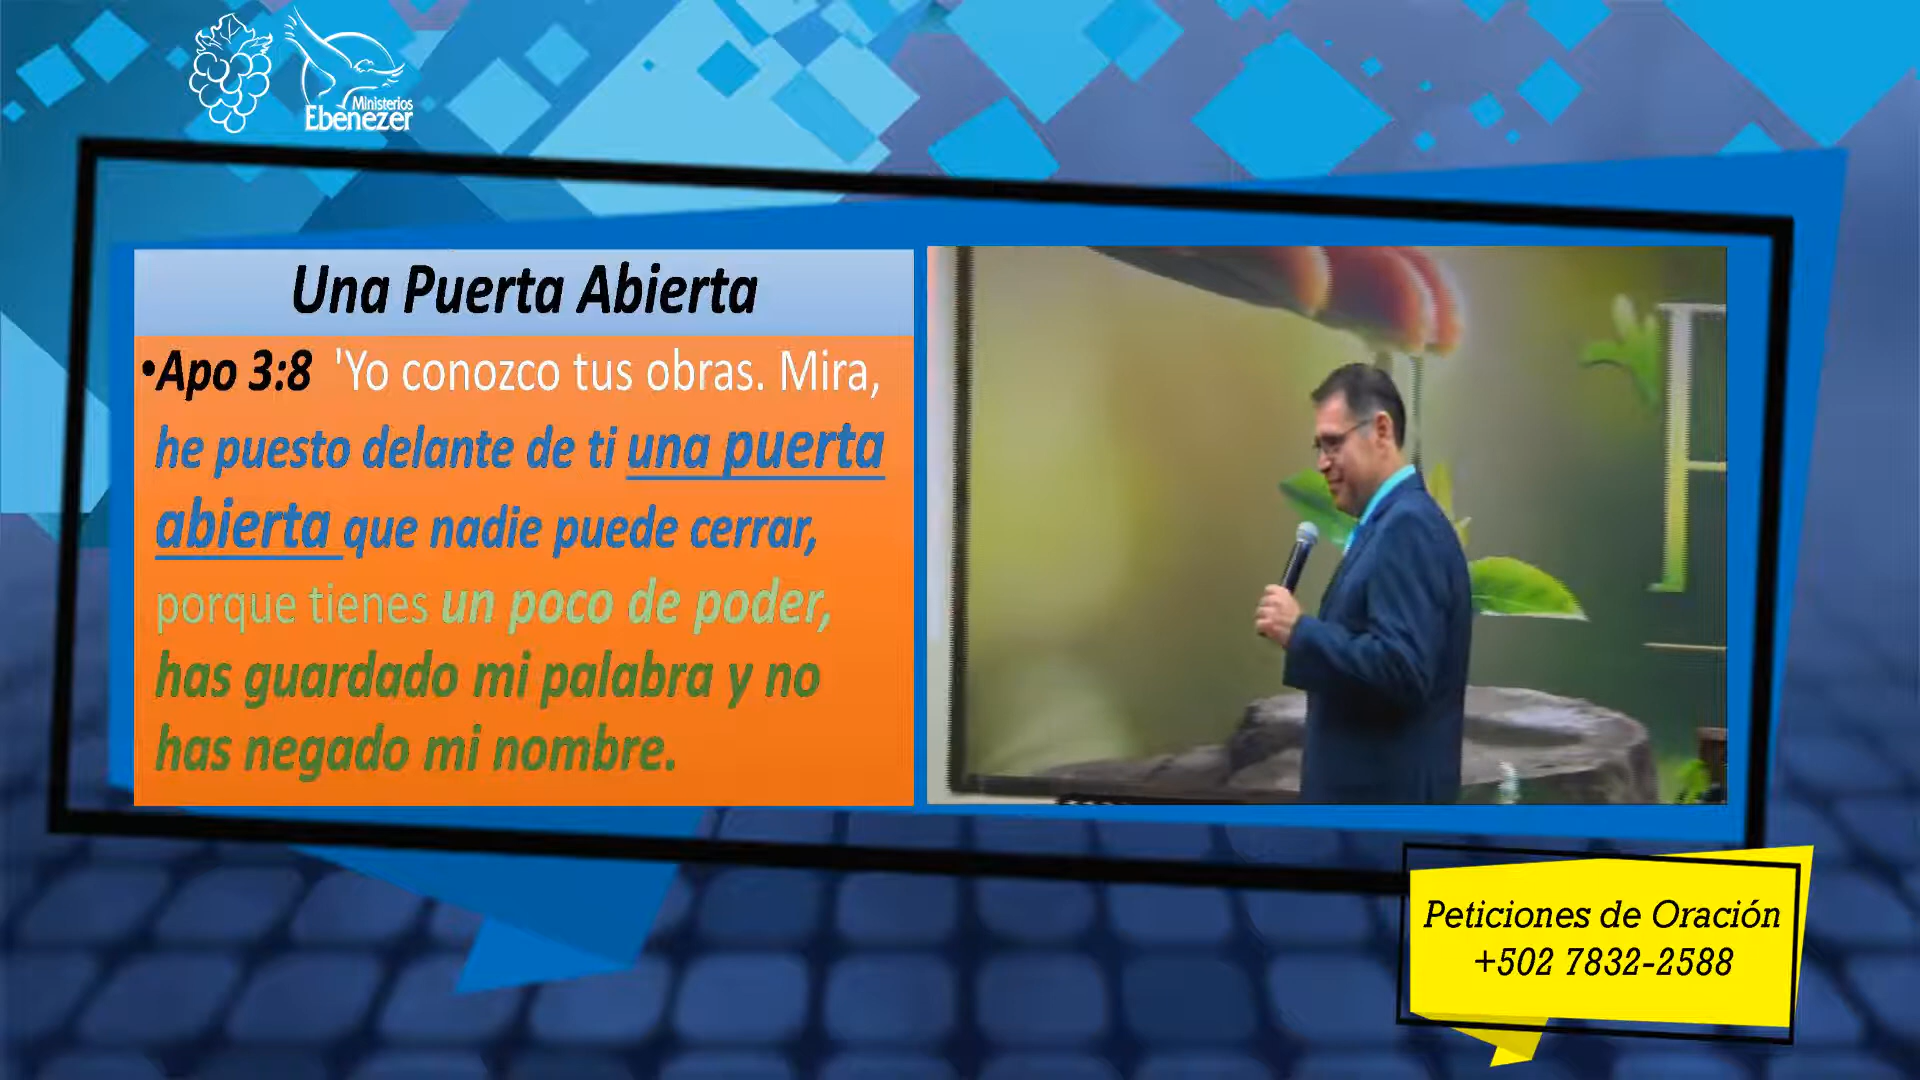 Ministerios
Ebenezer
Una Puerta Abierta
•Apo 3:8 'Yo conozco tus obras. Mira,
he puesto delante de ti una puerta
abierta que nadie puede cerrar,
porque tienes un poco de poder,
has guardado mi palabra y no
has negado mi nombre.
Peticiones de Oración
+502 7832-2588